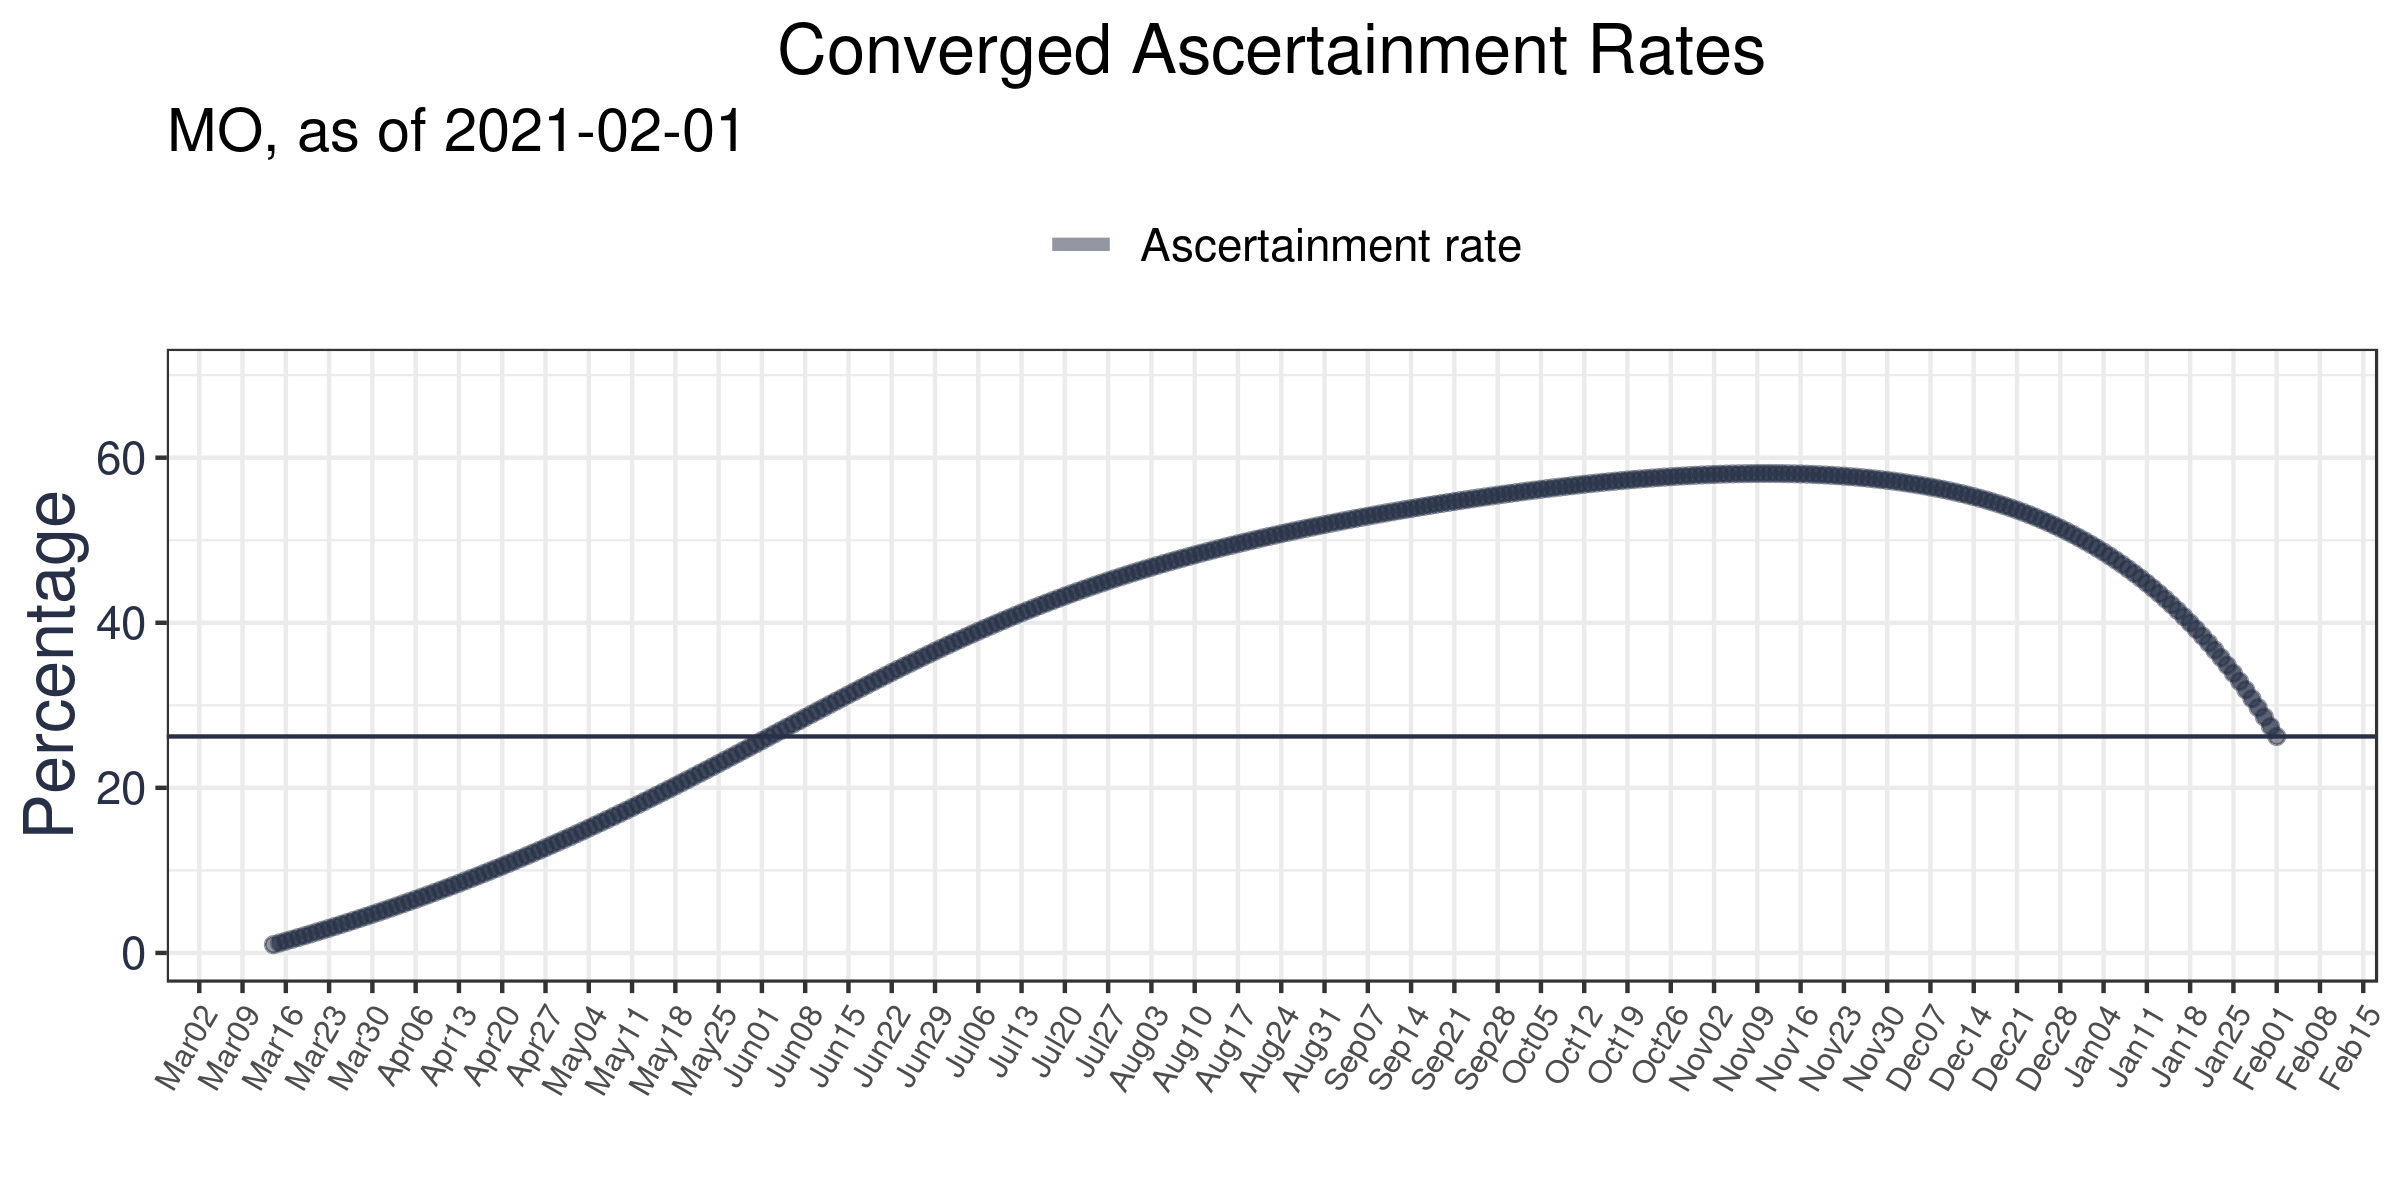 Converged Ascertainment Rates
MO, as of 2021-02-01
Ascertainment rate
Percentage
60
40
20
0
Mar02
Mar09
Mar16
Mar23
Mar30
Apr06
Apr13
Apr20
Apr27
May04
May11
May18
May25
Jun01
Jun08
Jun15
Jun22
Jun29
Jul06
Jul13
Jul20
Jul27
Aug03
Aug10
Aug17
Aug24
Aug31
Sep07
Sep14
Sep21
Sep28
Oct05
Oct12
Oct19
Oct26
Nov02
Nov09
Nov16
Nov23
Nov30
Dec07
Dec14
Dec21
Dec28
Jan04
Jan11
Jan18
Jan25
Feb01
Feb08
Feb15